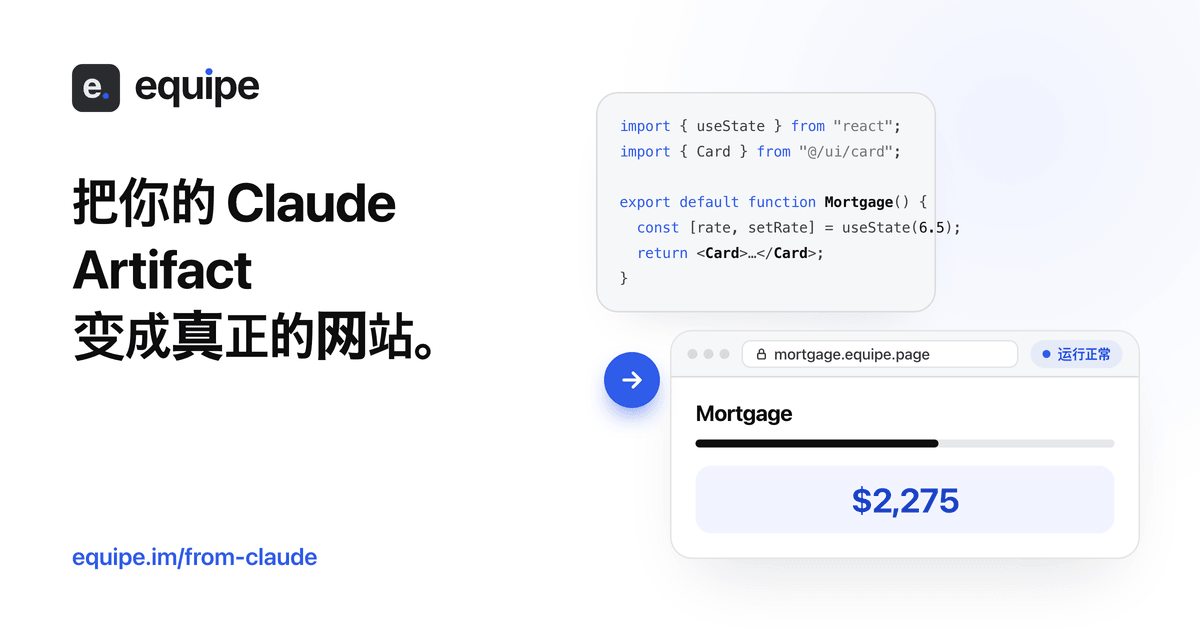 e.
equipe
把你的 Claude
Artifact
变成真正的网站。
equipe.im/from-claude
import { useState } from "react";
import { Card } from "@/ui/card";
export default function Mortgage() {
const [rate, setRate] = useState(6.5);
return <Card>…</Card>;
}
mortgage.equipe.page
运行正常
Mortgage
$2,275